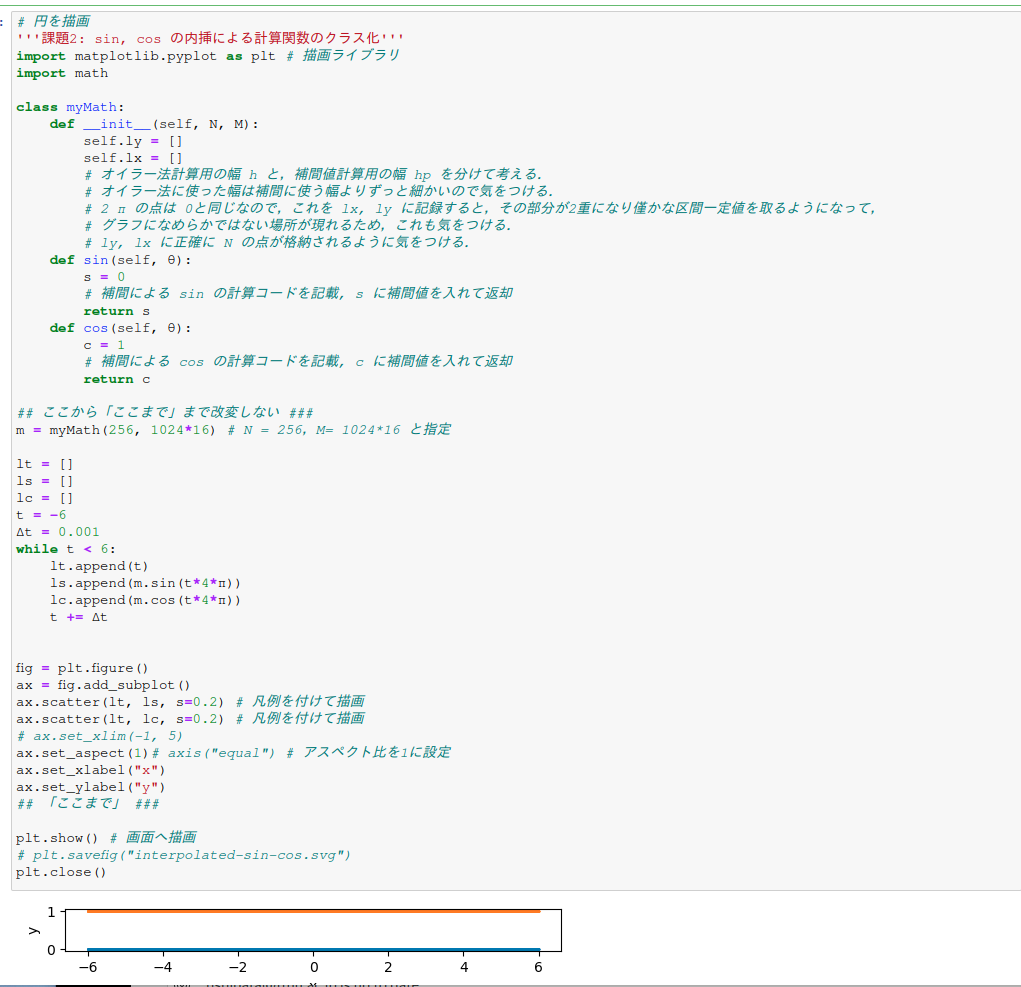 # 円を描画
'''課題2: sin, cos の内挿による計算関数のクラス化'''
import matplotlib.pyplot as plt # 描画ライブラリ
import math
class myMath:
    def __init__(self, N, M):
        self.ly = []
        self.lx = []
        # オイラー法計算用の幅 h と，補間値計算用の幅 hp を分けて考える．
        # オイラー法に使った幅は補間に使う幅よりずっと細かいので気をつける．
        # 2 π の点は 0と同じなので，これを lx, ly に記録すると，その部分が2重になり僅かな区間一定値を取るようになって，
        # グラフになめらかではない場所が現れるため，これも気をつける．
        # ly, lx に正確に N の点が格納されるように気をつける．
    def sin(self, θ):
        s = 0
        # 補間による sin の計算コードを記載, s に補間値を入れて返却
        return s
    def cos(self, θ):
        c = 1
        # 補間による cos の計算コードを記載, c に補間値を入れて返却
        return c
## ここから「ここまで」まで改変しない ###
m = myMath(256, 1024*16) # N = 256，M= 1024*16 と指定
lt = []
ls = []
lc = []
t = -6
Δt = 0.001
while t < 6:
    lt.append(t)
    ls.append(m.sin(t*4*π))
    lc.append(m.cos(t*4*π))
    t += Δt
fig = plt.figure()
ax = fig.add_subplot()
ax.scatter(lt, ls, s=0.2) # 凡例を付けて描画
ax.scatter(lt, lc, s=0.2) # 凡例を付けて描画
# ax.set_xlim(-1, 5)
ax.set_aspect(1)# axis("equal") # アスペクト比を1に設定
ax.set_xlabel("x")
ax.set_ylabel("y")
## 「ここまで」 ###
plt.show() # 画面へ描画
# plt.savefig("interpolated-sin-cos.svg")
plt.close()
1
y
0
−6 −4 −2 0 2 4 6